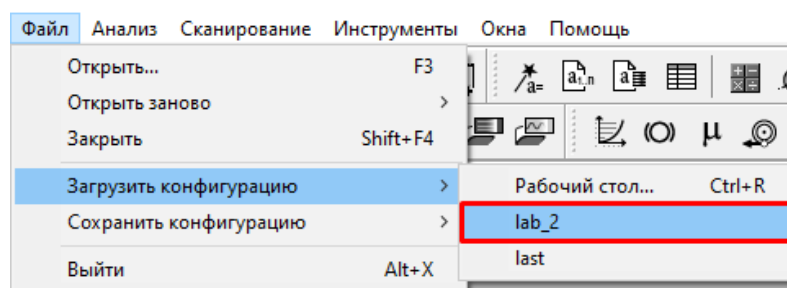 Файл Анализ Сканирование Инструменты Окна Помощь
Открыть... F3
Открыть заново >
Закрыть Shift+F4
Загрузить конфигурацию >
Сохранить конфигурацию >
Выйти Alt+X
a=
a..n
a
μ
Рабочий стол... Ctrl+R
lab_2
last